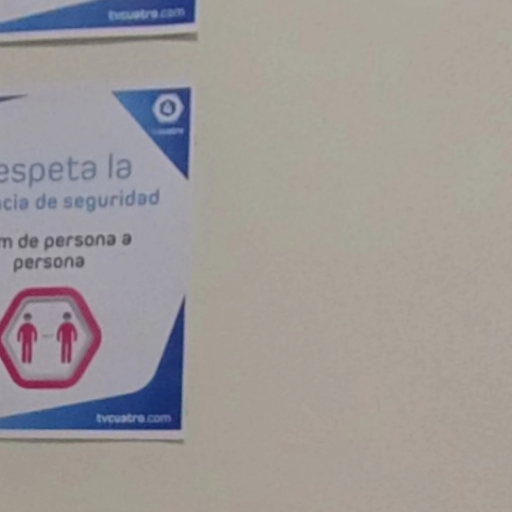 tvcuatro.com
espeta la
cia de seguridad
m de persona a
persona
tvcuatro.com